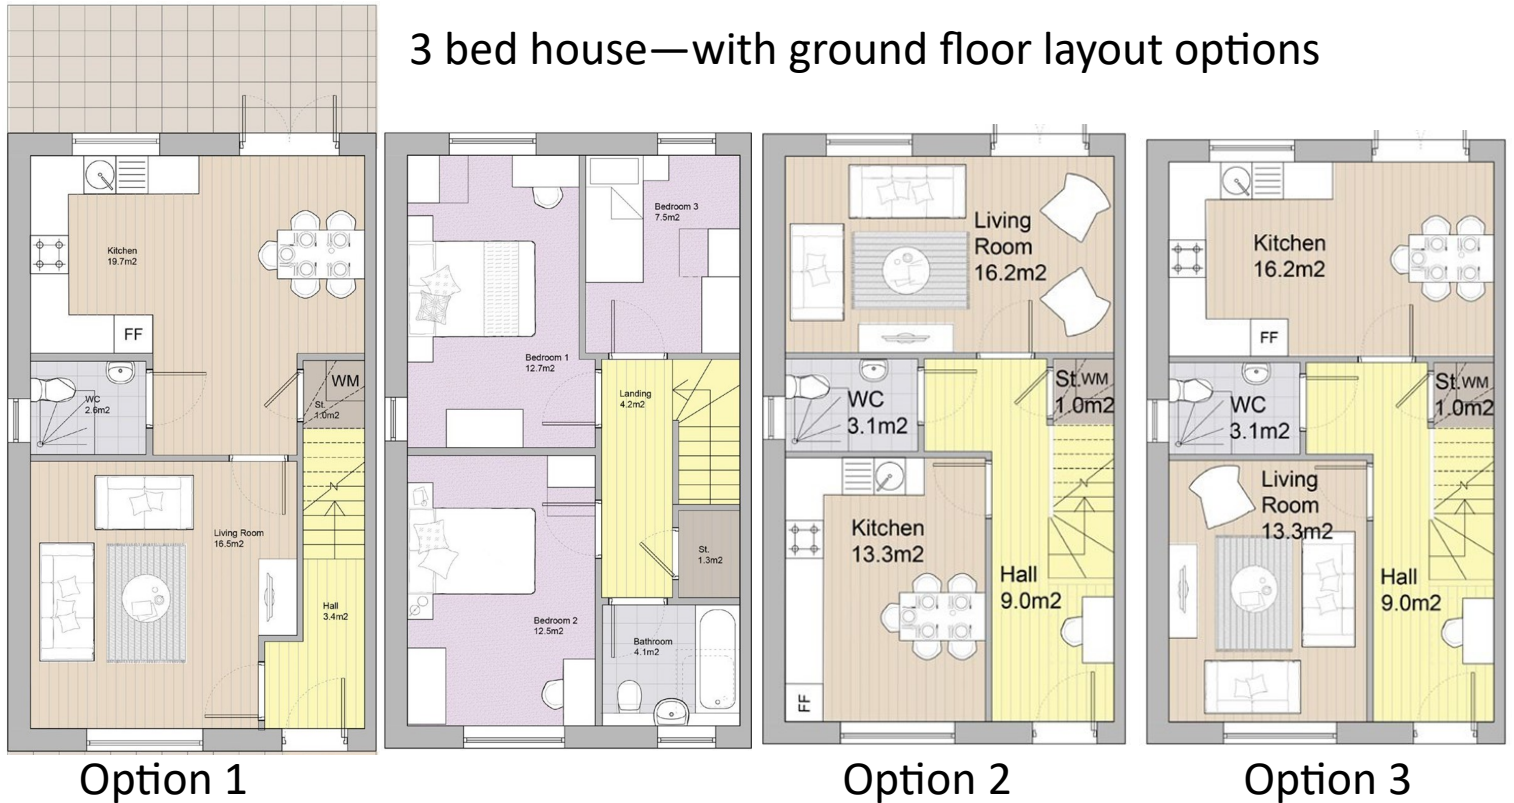 3 bed house—with ground floor layout options
Kitchen
19.7m2
FF
WC
2.6m2
WM
St.
1.0m2
Living Room
16.5m2
N
Hall
3.4m2
Option 1
Bedroom 3
7.5m2
Bedroom 1
12.7m2
Landing
4.2m2
St.
1.3m2
Bedroom 2
12.5m2
Bathroom
4.1m2
Living
Room
16.2m2
WC
3.1m2
St. WM
1.0m2
Kitchen
13.3m2
N
Hall
9.0m2
FF
Option 2
Kitchen
16.2m2
FF
WC
3.1m2
St. WM
1.0m2
Living
Room
13.3m2
N
Hall
9.0m2
Option 3